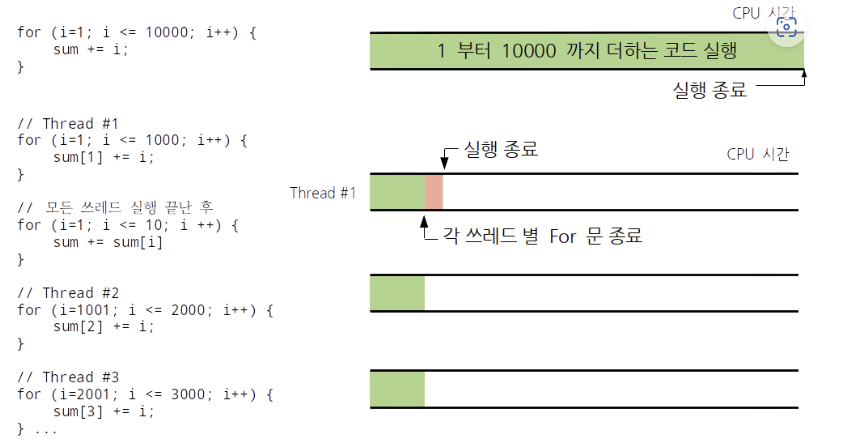 for (i=1; i <= 10000; i++) {
sum += i;
}
// Thread #1
for (i=1; i <= 1000; i++) {
sum[1] += i;
}
// 모든 쓰레드 실행 끝난 후
for (i=1; i <= 10; i ++) {
sum += sum[i]
}
// Thread #2
for (i=1001; i <= 2000; i++) {
sum[2] += i;
}
// Thread #3
for (i=2001; i <= 3000; i++) {
sum[3] += i;
} ...
CPU 시간
1 부터 10000 까지 더하는 코드 실행
실행 종료
실행 종료
CPU 시간
Thread #1
각 쓰레드 별 For 문 종료